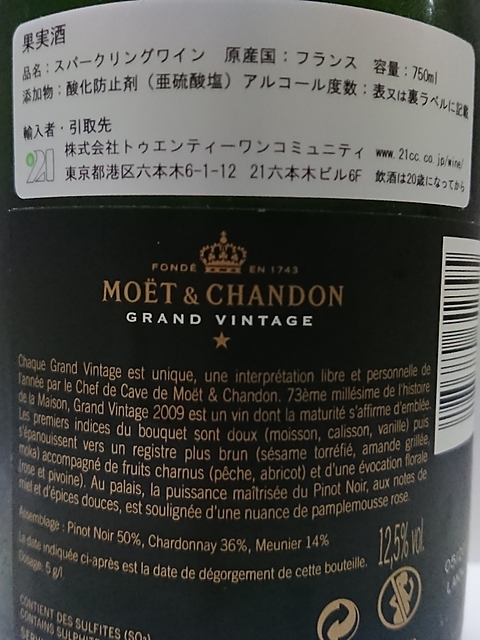 果実酒
品名：スパークリングワイン 原産国：フランス 容量：750ml
添加物：酸化防止剤（亜硫酸塩）アルコール度数：表又は裏ラベルに記載
輸入者・引取先
21 株式会社トゥエンティーワンコミュニティ www.21cc.co.jp/wine/
東京都港区六本木6-1-12 21六本木ビル6F 飲酒は20歳になってから
FONDÉ EN 1743
MOËT & CHANDON
GRAND VINTAGE
Chaque Grand Vintage est unique, une interprétation libre et personnelle de
l'année par le Chef de Cave de Moët & Chandon. 73ème millésime de l'histoire
de la Maison, Grand Vintage 2009 est un vin dont la maturité s'affirme d'emblée.
Les premiers indices du bouquet sont doux (moisson, calisson, vanille) puis
s'épanouissent vers un registre plus brun (sésame torréfié, amande grillée,
moka) accompagné de fruits charnus (pêche, abricot) et d'une évocation florale
(rose et pivoine). Au palais, la puissance maîtrisée du Pinot Noir, aux notes de
miel et d'épices douces, est soulignée d'une nuance de pamplemousse rose.
Assemblage : Pinot Noir 50%, Chardonnay 36%, Meunier 14%
La date indiquée ci-après est la date de dégorgement de cette bouteille.
Dosage: 5 g/l
12,5% vol.
CONTIENT DES SULFITES (SO₂)
CONTAINS SULPHITES